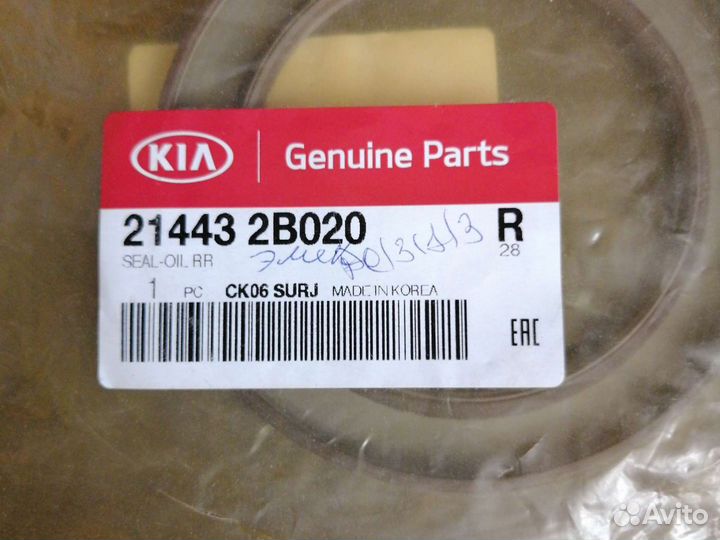 KIA Genuine Parts
21443 2B020 R
SEAL-OIL RR 28
1 PC CK06 SURJ MADE IN KOREA
EAC
Avito